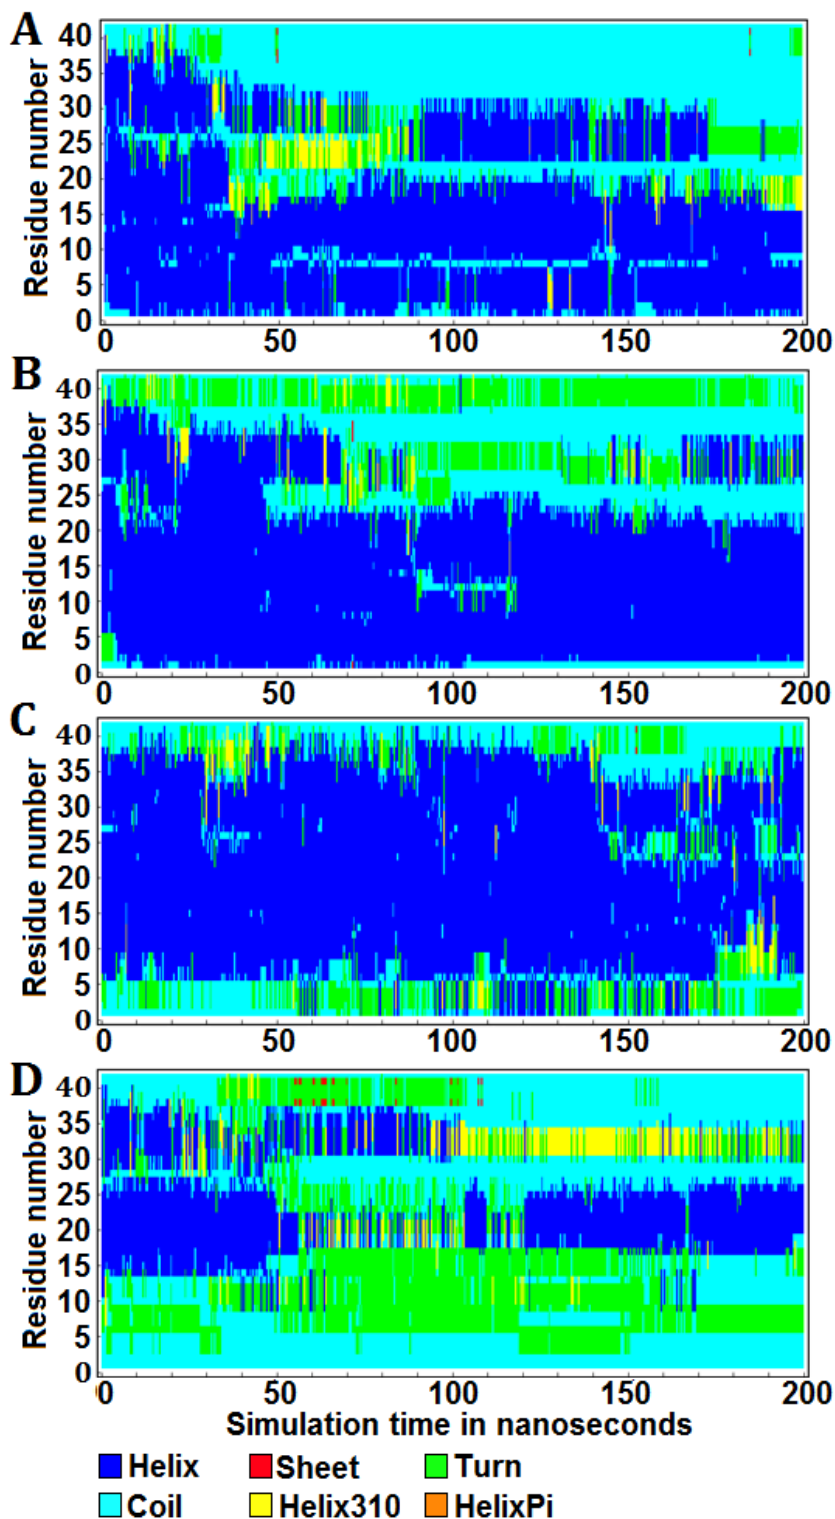 A
Residue number
40
35
30
25
20
15
10
5
0
0 50 100 150 200
B
Residue number
40
35
30
25
20
15
10
5
0
0 50 100 150 200
C
Residue number
40
35
30
25
20
15
10
5
0
0 50 100 150 200
D
Residue number
40
35
30
25
20
15
10
5
0
0 50 100 150 200
Simulation time in nanoseconds
Helix Sheet Turn
Coil Helix310 HelixPi